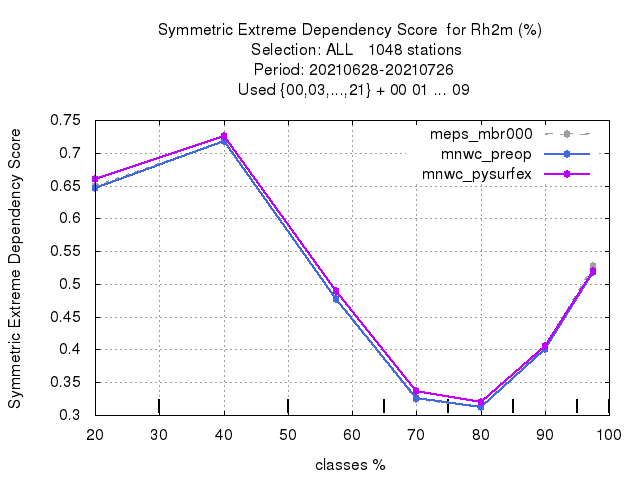 Symmetric Extreme Dependency Score  for Rh2m (%)
Selection: ALL   1048 stations
Period: 20210628-20210726
Used {00,03,...,21} + 00 01 ... 09
Symmetric Extreme Dependency Score
0.75
0.7
0.65
0.6
0.55
0.5
0.45
0.4
0.35
0.3
meps_mbr000
mnwc_preop
mnwc_pysurfex
20 30 40 50 60 70 80 90 100
classes %